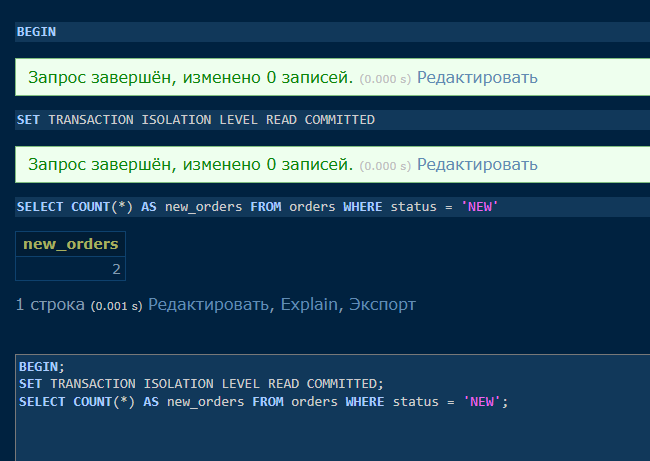 BEGIN
Запрос завершён, изменено 0 записей. (0.000 s) Редактировать
SET TRANSACTION ISOLATION LEVEL READ COMMITTED
Запрос завершён, изменено 0 записей. (0.000 s) Редактировать
SELECT COUNT(*) AS new_orders FROM orders WHERE status = 'NEW'
new_orders
2
1 строка (0.001 s) Редактировать, Explain, Экспорт
BEGIN;
SET TRANSACTION ISOLATION LEVEL READ COMMITTED;
SELECT COUNT(*) AS new_orders FROM orders WHERE status = 'NEW';